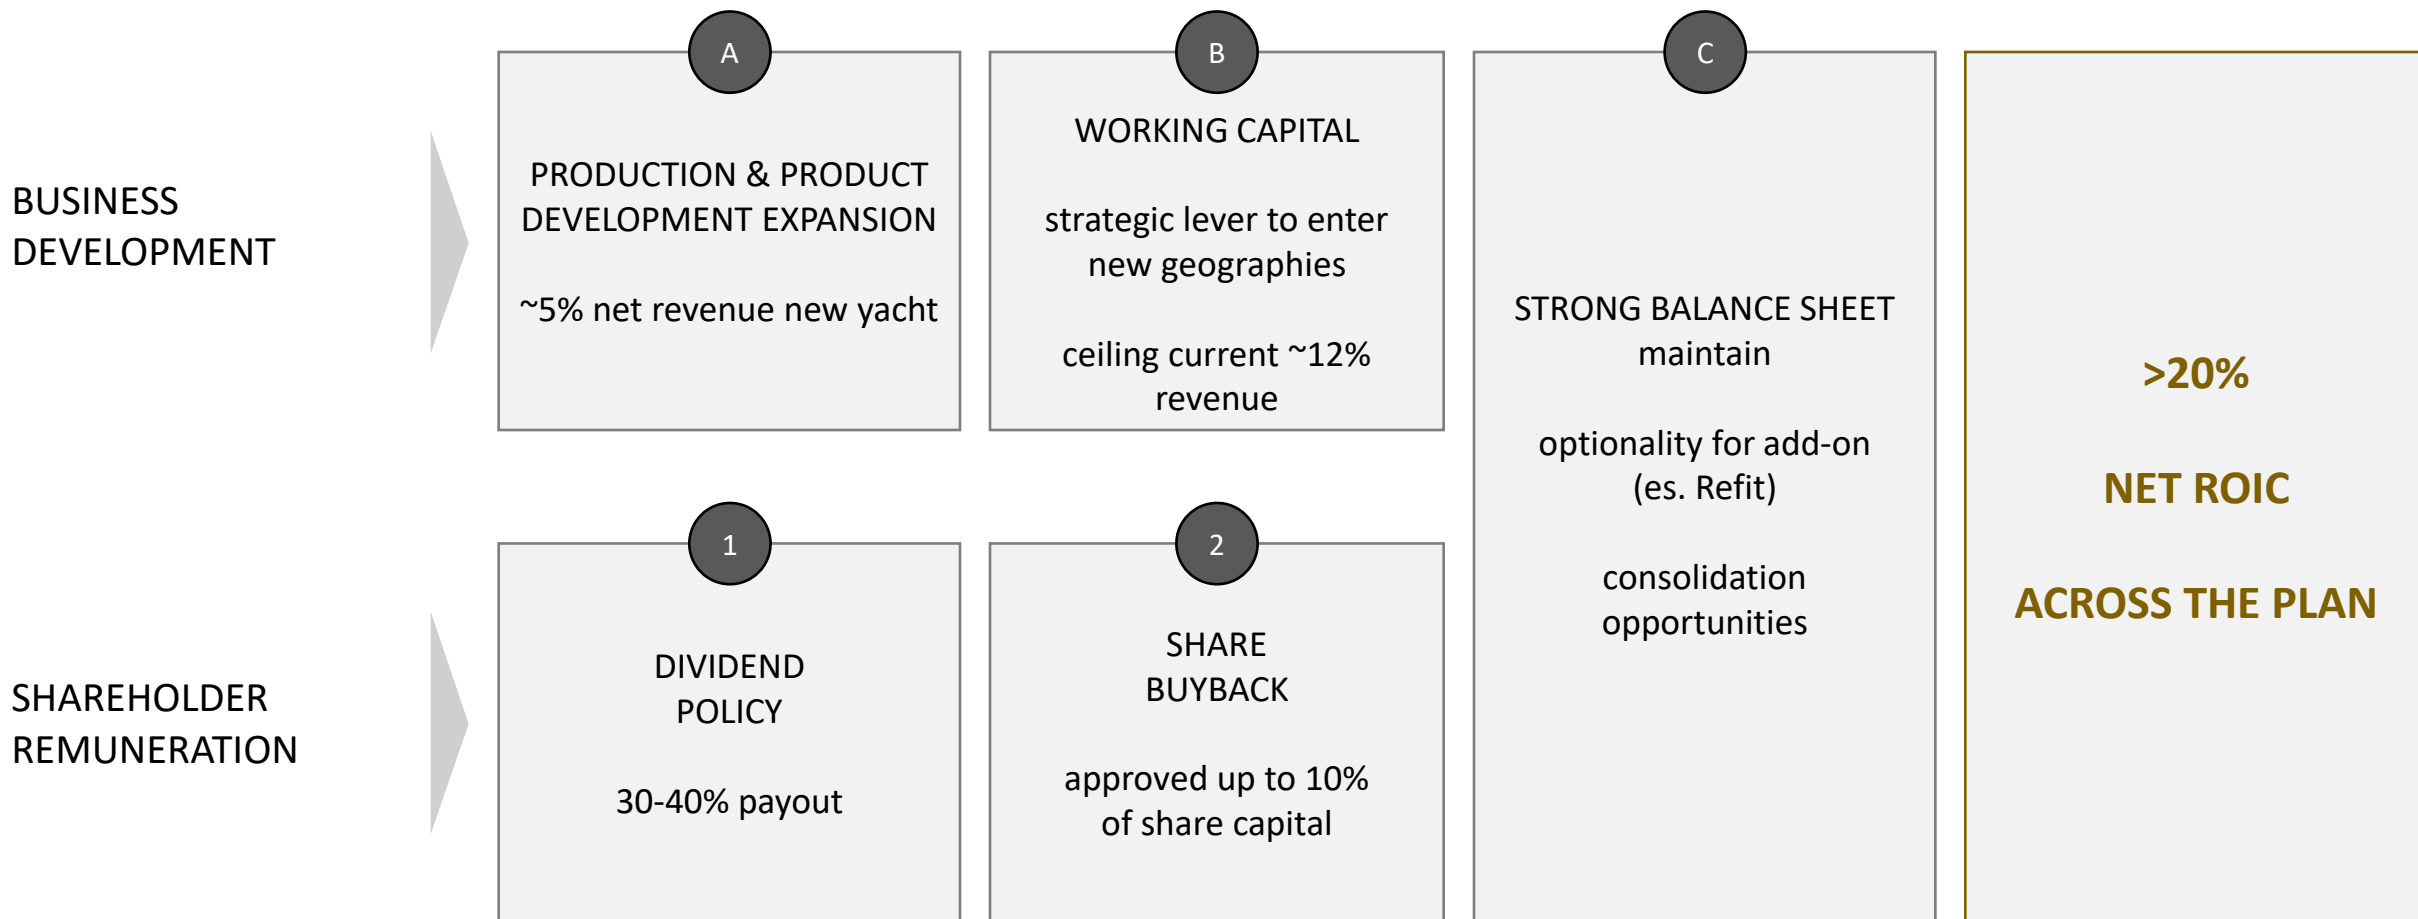 BUSINESS
DEVELOPMENT
A
PRODUCTION & PRODUCT
DEVELOPMENT EXPANSION
~5% net revenue new yacht
B
WORKING CAPITAL
strategic lever to enter
new geographies
ceiling current ~12%
revenue
C
STRONG BALANCE SHEET
maintain
optionality for add-on
(es. Refit)
consolidation
opportunities
>20%
NET ROIC
ACROSS THE PLAN
SHAREHOLDER
REMUNERATION
1
DIVIDEND
POLICY
30-40% payout
2
SHARE
BUYBACK
approved up to 10%
of share capital